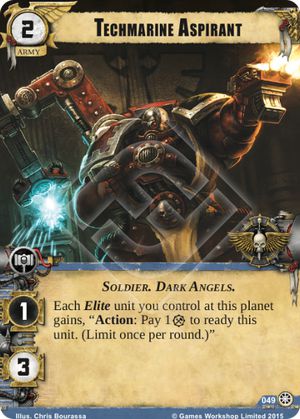 2
TECHMARINE ASPIRANT
ARMY
SOLDIER. DARK ANGELS.
1
Each Elite unit you control at this planet
gains, “Action: Pay 1 to ready this
unit. (Limit once per round.)”
3
049
Illus. Chris Bourassa
© Games Workshop Limited 2015